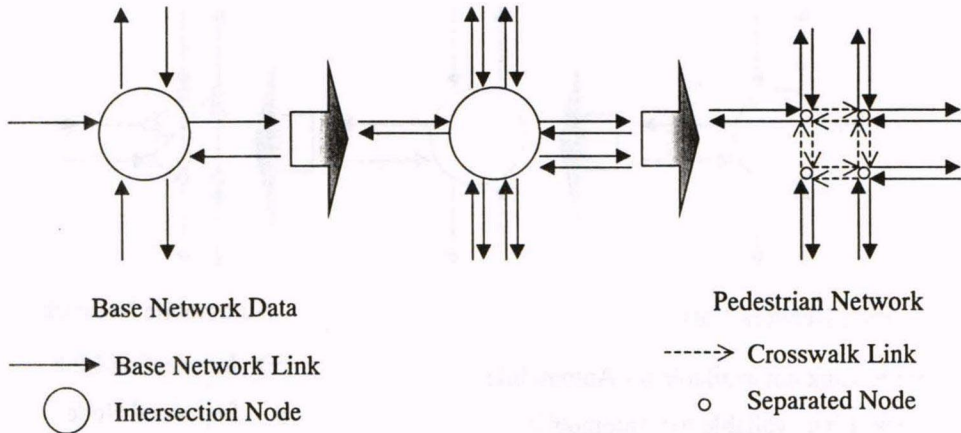 Base Network Data
Base Network Link
Intersection Node
Pedestrian Network
Crosswalk Link
Separated Node